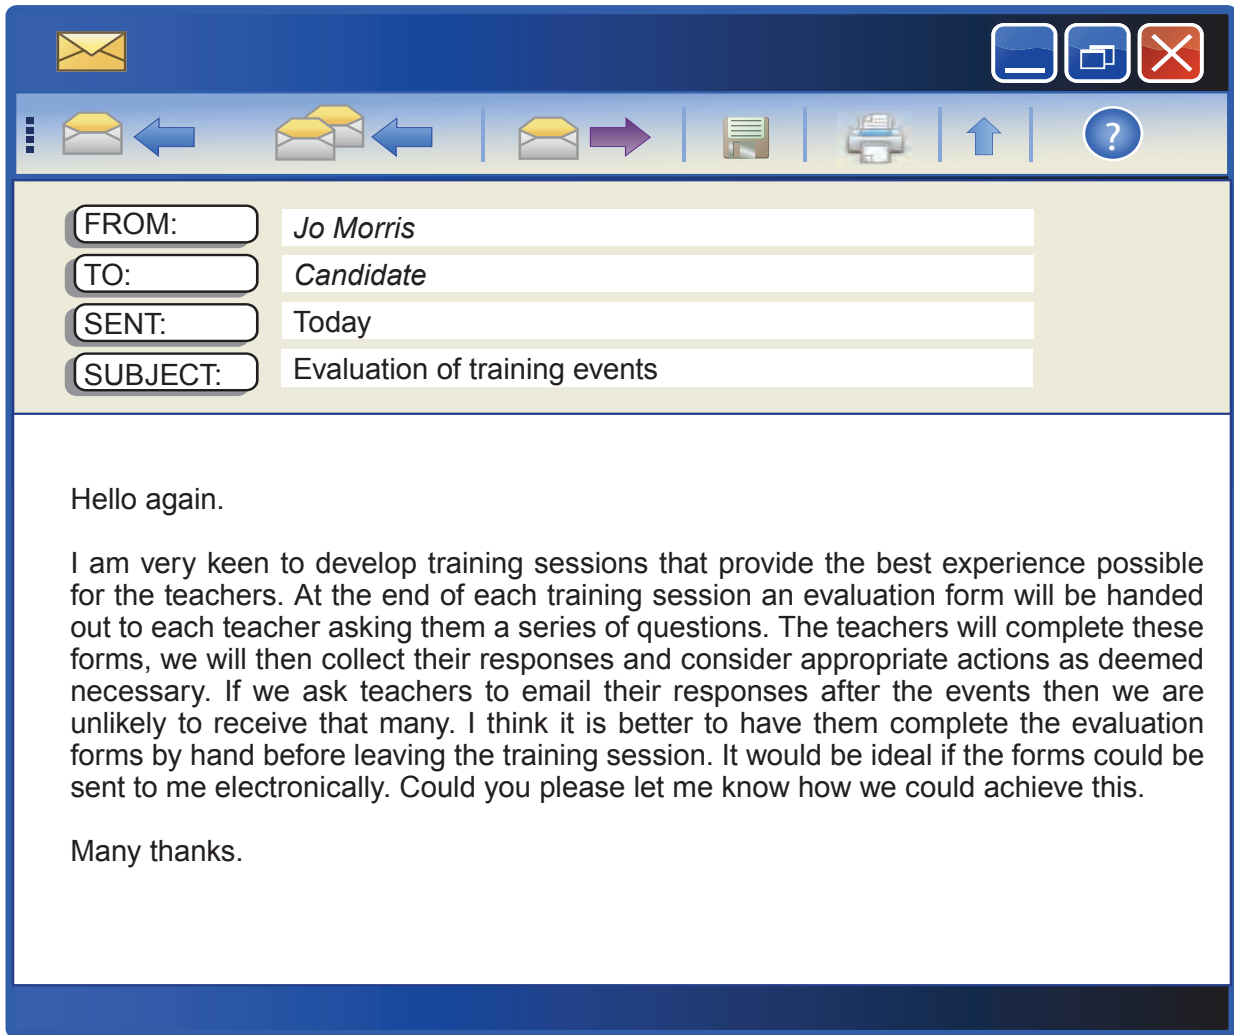 ?
FROM: Jo Morris
TO: Candidate
SENT: Today
SUBJECT: Evaluation of training events
Hello again.
I am very keen to develop training sessions that provide the best experience possible
for the teachers. At the end of each training session an evaluation form will be handed
out to each teacher asking them a series of questions. The teachers will complete these
forms, we will then collect their responses and consider appropriate actions as deemed
necessary. If we ask teachers to email their responses after the events then we are
unlikely to receive that many. I think it is better to have them complete the evaluation
forms by hand before leaving the training session. It would be ideal if the forms could be
sent to me electronically. Could you please let me know how we could achieve this.
Many thanks.